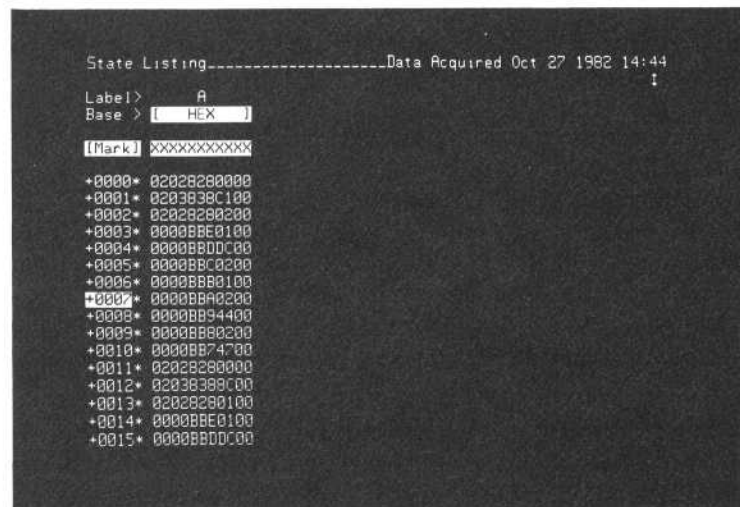 State Listing_____________________Data Acquired Oct 27 1982 14:44
Label> A
Base > [ HEX ]
[Mark] XXXXXXXXXXX
+0000* 02028280000
+0001* 0203838C100
+0002* 02028280200
+0003* 0000BBE0100
+0004* 0000BBDDC00
+0005* 0000BBC0200
+0006* 0000BBB0100
+0007* 0000BBA0200
+0008* 0000BB94400
+0009* 0000BB80200
+0010* 0000BB74700
+0011* 02028280000
+0012* 02038388C00
+0013* 02028280100
+0014* 0000BBE0100
+0015* 0000BBDDC00